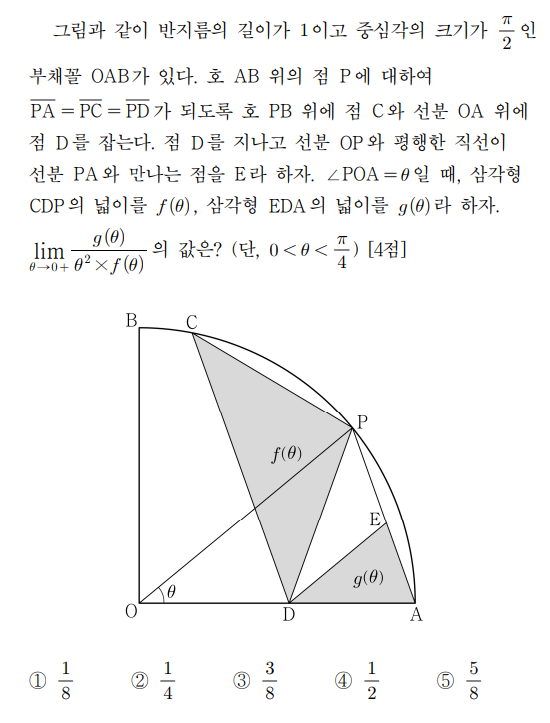 그림과 같이 반지름의 길이가 1이고 중심각의 크기가 $\frac{\pi}{2}$인
부채꼴 OAB가 있다. 호 AB 위의 점 P에 대하여
$\overline{PA}=\overline{PC}=\overline{PD}$가 되도록 호 PB 위에 점 C와 선분 OA 위에
점 D를 잡는다. 점 D를 지나고 선분 OP와 평행한 직선이
선분 PA와 만나는 점을 E라 하자. ∠POA=θ일 때, 삼각형
CDP의 넓이를 f(θ), 삼각형 EDA의 넓이를 g(θ)라 하자.
$\lim_{\theta \to 0+} \frac{g(\theta)}{\theta^2 \times f(\theta)}$의 값은? (단, $0<\theta<\frac{\pi}{4}$) [4점]
B
C
P
f(θ)
E
g(θ)
θ
O
D
A
① $\frac{1}{8}$ ② $\frac{1}{4}$ ③ $\frac{3}{8}$ ④ $\frac{1}{2}$ ⑤ $\frac{5}{8}$